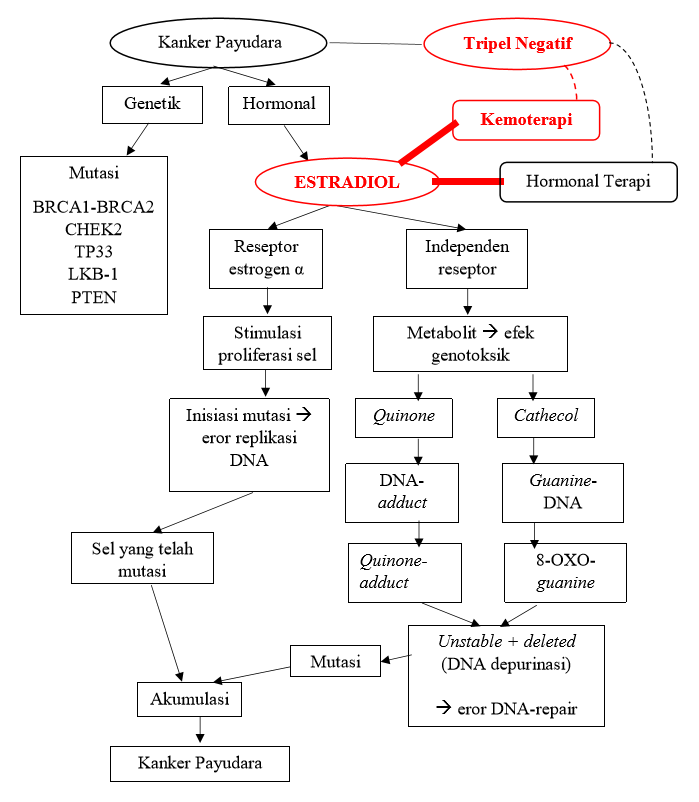 Kanker Payudara
Tripel Negatif
Genetik
Hormonal
Kemoterapi
Mutasi
BRCA1-BRCA2
CHEK2
TP33
LKB-1
PTEN
ESTRADIOL
Hormonal Terapi
Reseptor
estrogen α
Independen
reseptor
Stimulasi
proliferasi sel
Metabolit → efek
genotoksik
Inisiasi mutasi →
eror replikasi
DNA
Quinone
Cathecol
DNA-
adduct
Guanine-
DNA
Sel yang telah
mutasi
Quinone-
adduct
8-OXO-
guanine
Unstable + deleted
(DNA depurinasi)
→ eror DNA-repair
Mutasi
Akumulasi
Kanker Payudara